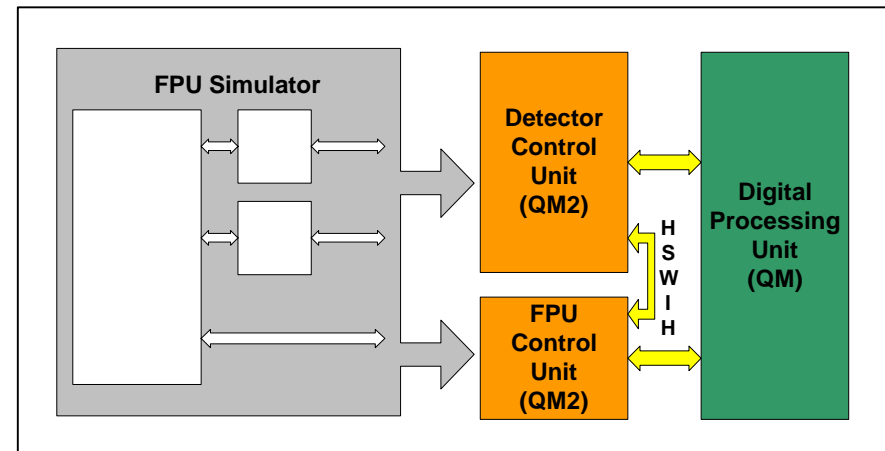 FPU Simulator
Detector
Control
Unit
(QM2)
H
S
W
I
H
FPU
Control
Unit
(QM2)
Digital
Processing
Unit
(QM)